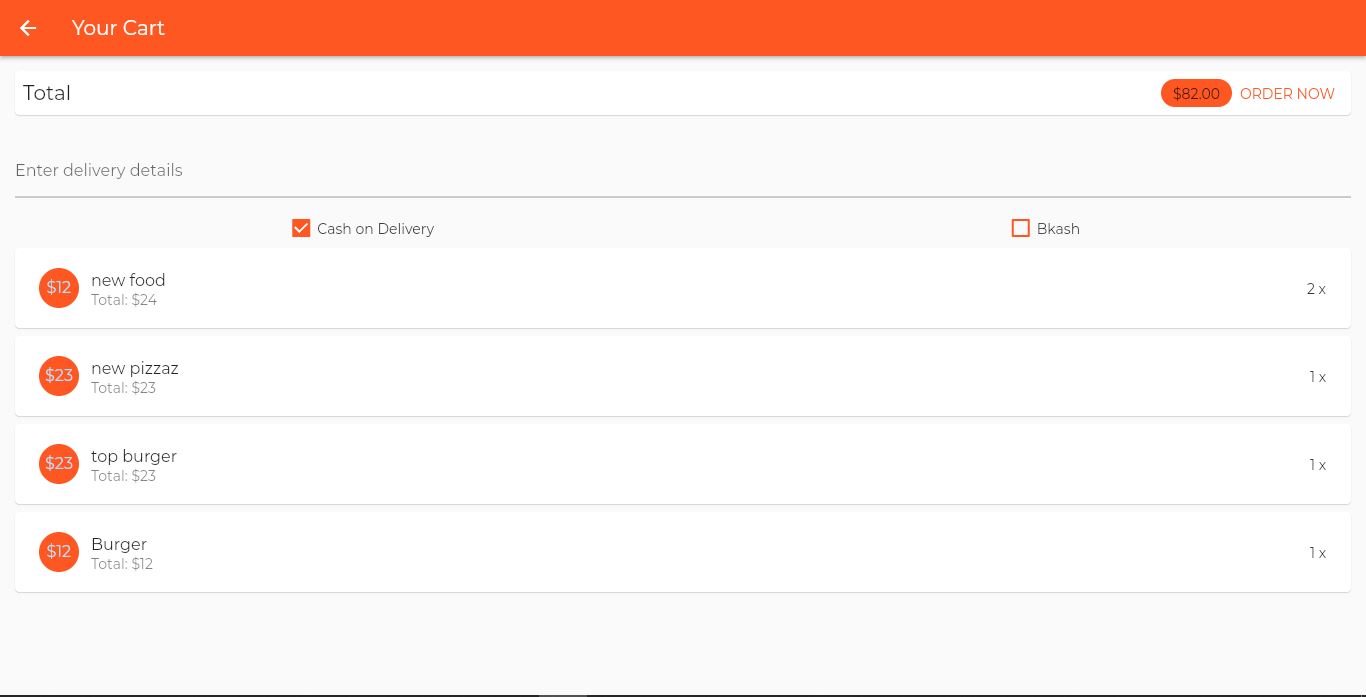 Your Cart
Total
$82.00 ORDER NOW
Enter delivery details
Cash on Delivery
Bkash
$12
new food
Total: $24
2 x
$23
new pizzaz
Total: $23
1 x
$23
top burger
Total: $23
1 x
$12
Burger
Total: $12
1 x